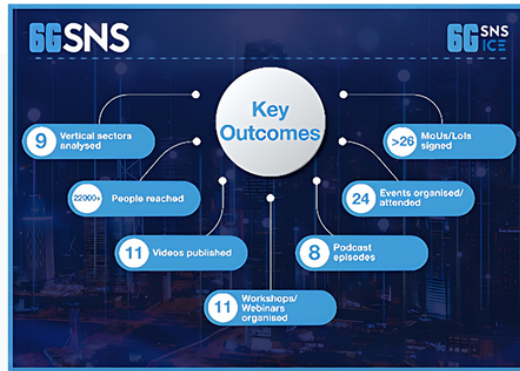 6GSNS
6G SNS
ICE
Key
Outcomes
9 Vertical sectors
analysed
22000+ People reached
11 Videos published
11 Workshops/
Webinars
organised
8 Podcast
episodes
24 Events organised/
attended
>26 MoUs/LoIs
signed